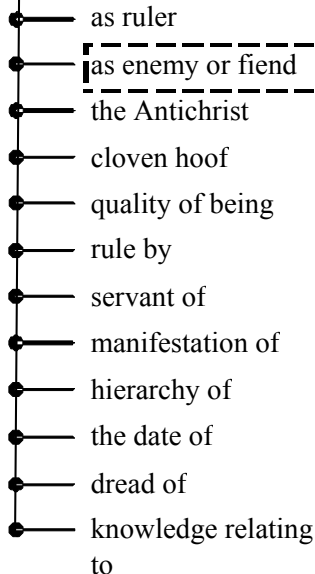 as ruler
as enemy or fiend
the Antichrist
cloven hoof
quality of being
rule by
servant of
manifestation of
hierarchy of
the date of
dread of
knowledge relating
to